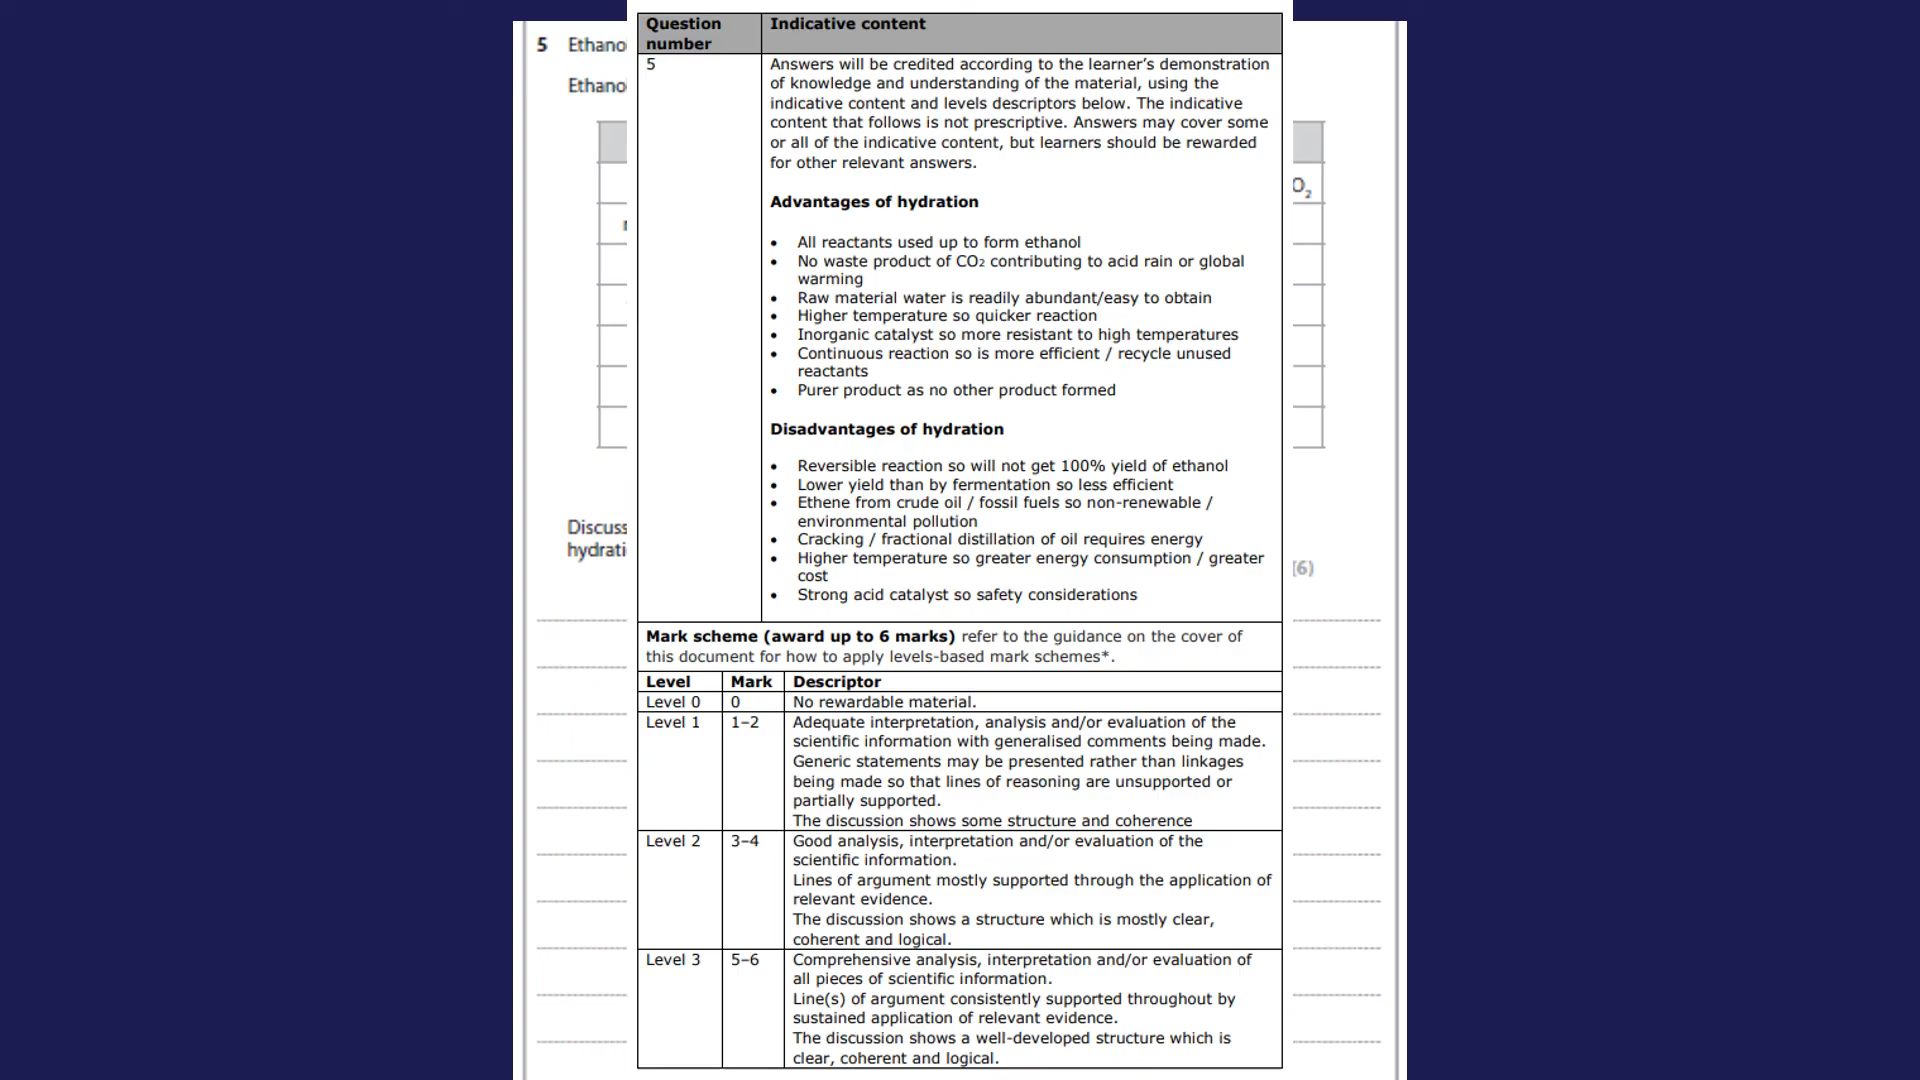 5 Ethano
Ethano
O₂
Discuss
hydrati
(6)
Question number
Indicative content
5
Answers will be credited according to the learner’s demonstration
of knowledge and understanding of the material, using the
indicative content and levels descriptors below. The indicative
content that follows is not prescriptive. Answers may cover some
or all of the indicative content, but learners should be rewarded
for other relevant answers.
Advantages of hydration
• All reactants used up to form ethanol
• No waste product of CO₂ contributing to acid rain or global
warming
• Raw material water is readily abundant/easy to obtain
• Higher temperature so quicker reaction
• Inorganic catalyst so more resistant to high temperatures
• Continuous reaction so is more efficient / recycle unused
reactants
• Purer product as no other product formed
Disadvantages of hydration
• Reversible reaction so will not get 100% yield of ethanol
• Lower yield than by fermentation so less efficient
• Ethene from crude oil / fossil fuels so non-renewable /
environmental pollution
• Cracking / fractional distillation of oil requires energy
• Higher temperature so greater energy consumption / greater
cost
• Strong acid catalyst so safety considerations
Mark scheme (award up to 6 marks) refer to the guidance on the cover of
this document for how to apply levels-based mark schemes*.
Level Mark Descriptor
Level 0 0 No rewardable material.
Level 1 1–2 Adequate interpretation, analysis and/or evaluation of the
scientific information with generalised comments being made.
Generic statements may be presented rather than linkages
being made so that lines of reasoning are unsupported or
partially supported.
The discussion shows some structure and coherence
Level 2 3–4 Good analysis, interpretation and/or evaluation of the
scientific information.
Lines of argument mostly supported through the application of
relevant evidence.
The discussion shows a structure which is mostly clear,
coherent and logical.
Level 3 5–6 Comprehensive analysis, interpretation and/or evaluation of
all pieces of scientific information.
Line(s) of argument consistently supported throughout by
sustained application of relevant evidence.
The discussion shows a well-developed structure which is
clear, coherent and logical.